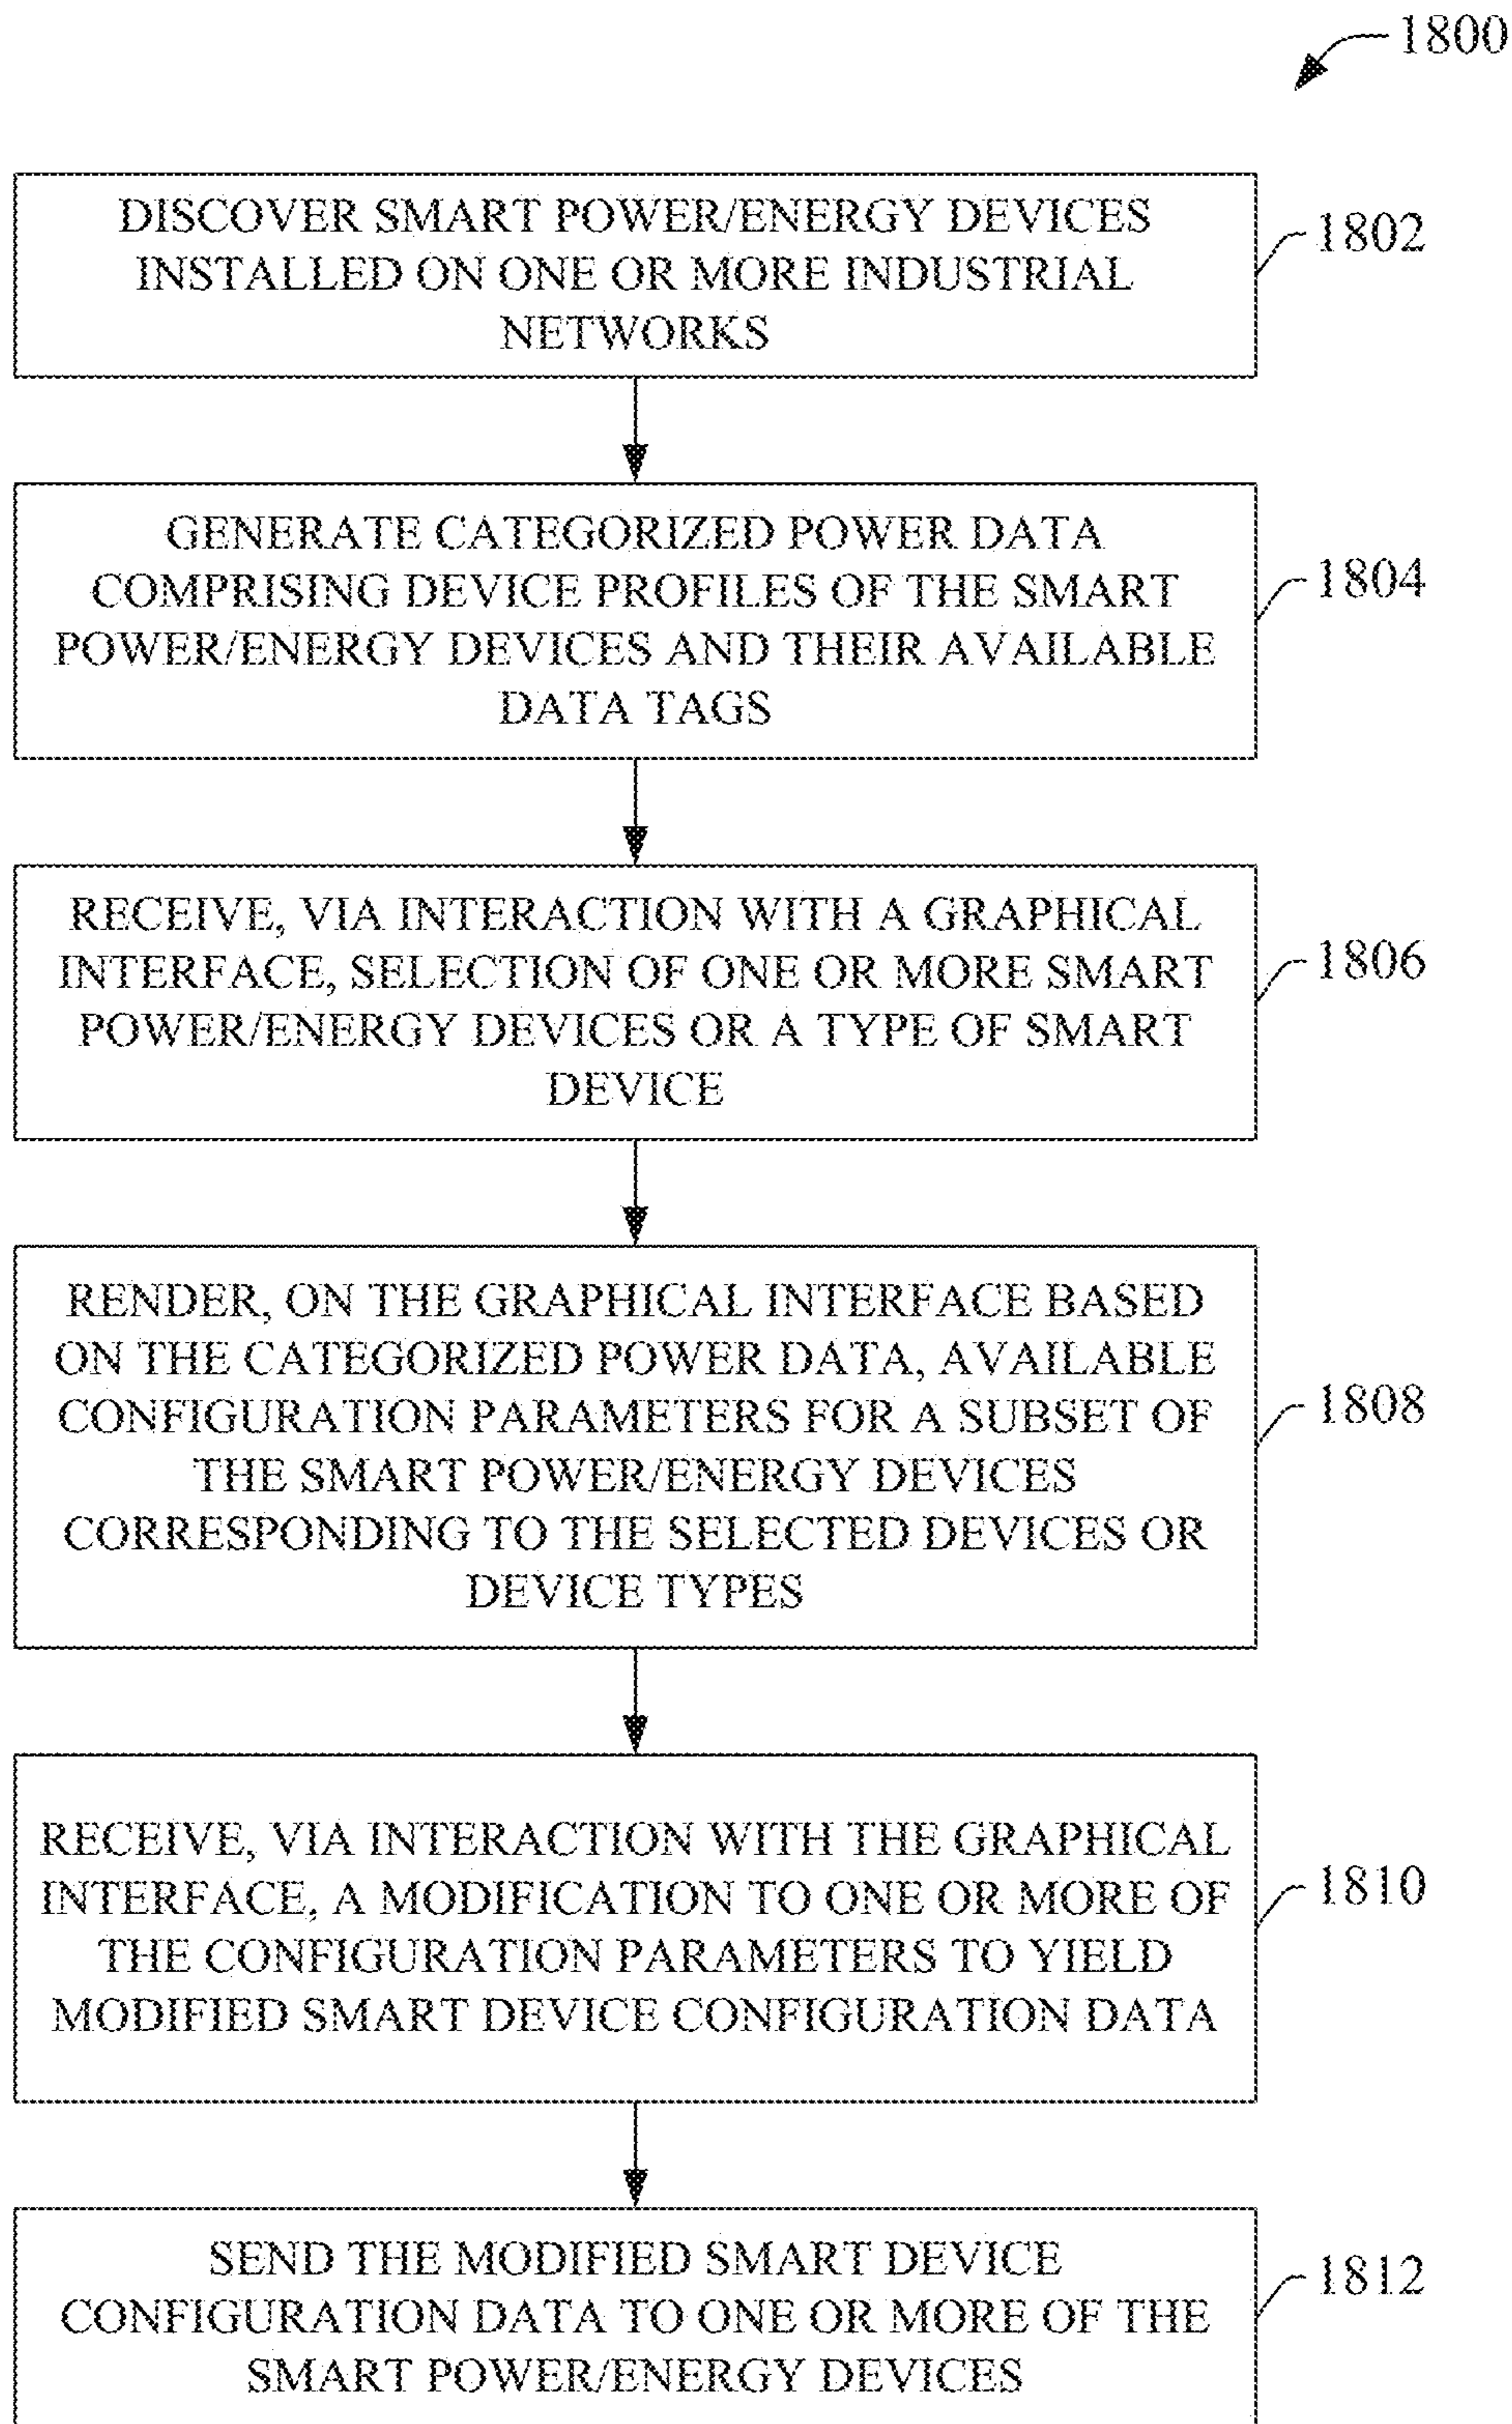 1800
DISCOVER SMART POWER/ENERGY DEVICES
INSTALLED ON ONE OR MORE INDUSTRIAL
NETWORKS
1802
GENERATE CATEGORIZED POWER DATA
COMPRISING DEVICE PROFILES OF THE SMART
POWER/ENERGY DEVICES AND THEIR AVAILABLE
DATA TAGS
1804
RECEIVE, VIA INTERACTION WITH A GRAPHICAL
INTERFACE, SELECTION OF ONE OR MORE SMART
POWER/ENERGY DEVICES OR A TYPE OF SMART
DEVICE
1806
RENDER, ON THE GRAPHICAL INTERFACE BASED
ON THE CATEGORIZED POWER DATA, AVAILABLE
CONFIGURATION PARAMETERS FOR A SUBSET OF
THE SMART POWER/ENERGY DEVICES
CORRESPONDING TO THE SELECTED DEVICES OR
DEVICE TYPES
1808
RECEIVE, VIA INTERACTION WITH THE GRAPHICAL
INTERFACE, A MODIFICATION TO ONE OR MORE OF
THE CONFIGURATION PARAMETERS TO YIELD
MODIFIED SMART DEVICE CONFIGURATION DATA
1810
SEND THE MODIFIED SMART DEVICE
CONFIGURATION DATA TO ONE OR MORE OF THE
SMART POWER/ENERGY DEVICES
1812